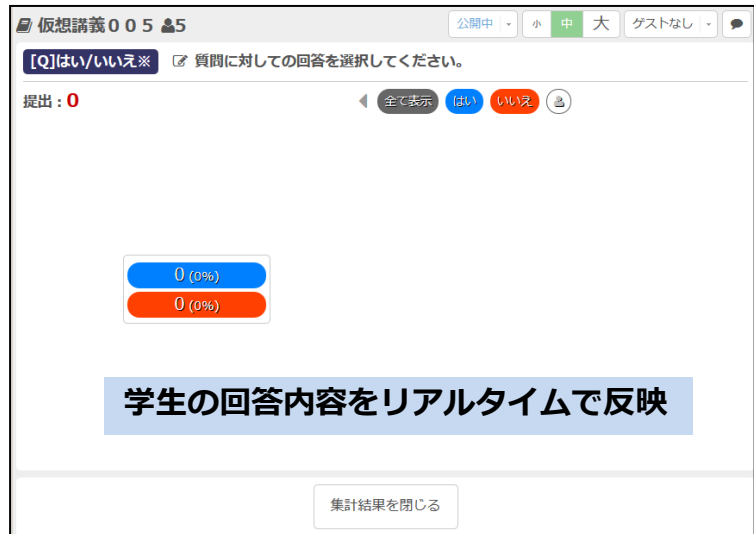 仮想講義００５ 5
公開中 小 中 大 ゲストなし
[Q]はい/いいえ※ 質問に対しての回答を選択してください。
提出：0 全て表示 はい いいえ
0 (0%)
0 (0%)
学生の回答内容をリアルタイムで反映
集計結果を閉じる